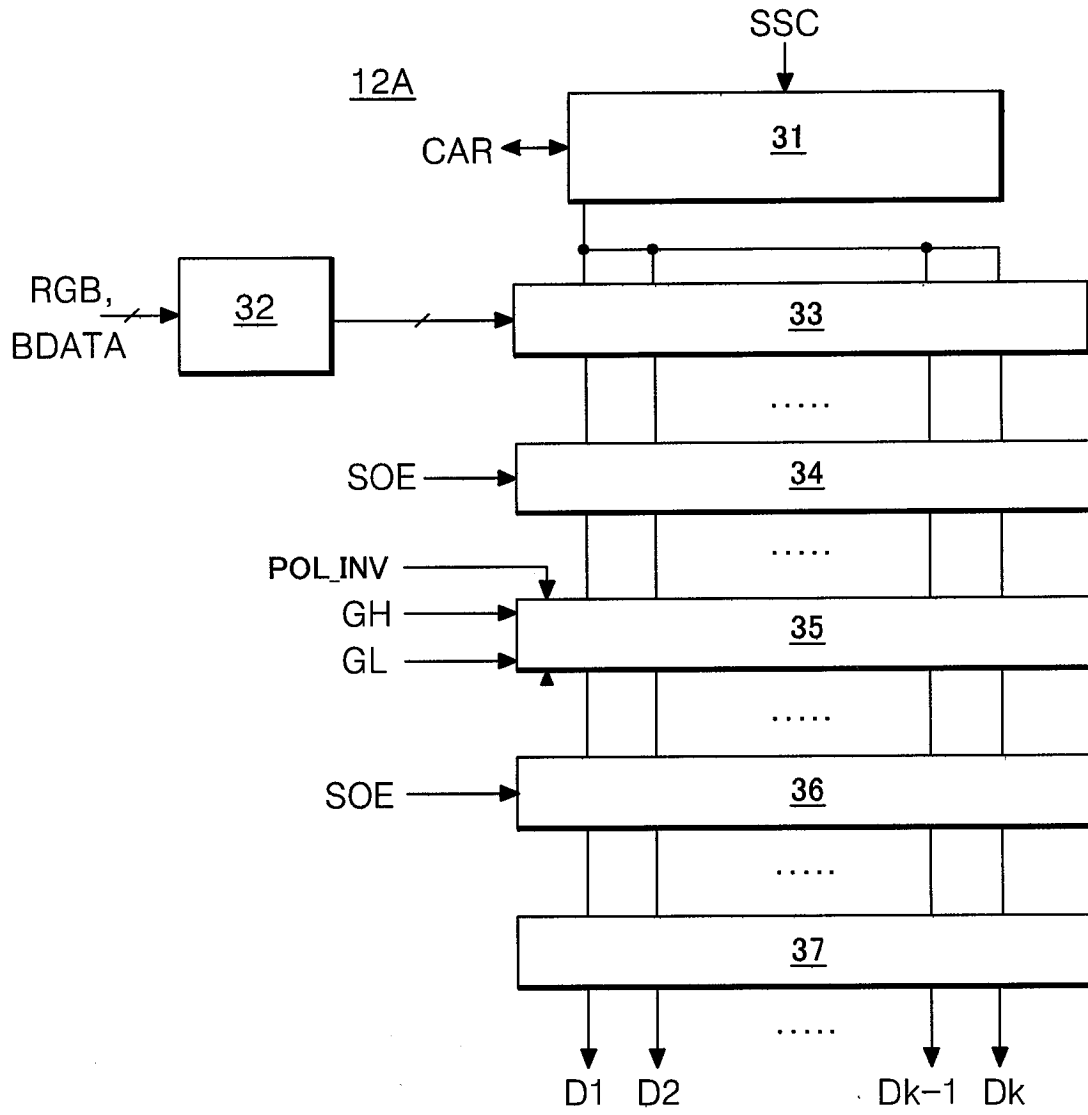 SSC
12A
31
CAR
RGB,
BDATA
32
33
.....
SOE
34
.....
POL_INV
GH
GL
35
.....
SOE
36
.....
37
.....
D1 D2 Dk-1 Dk